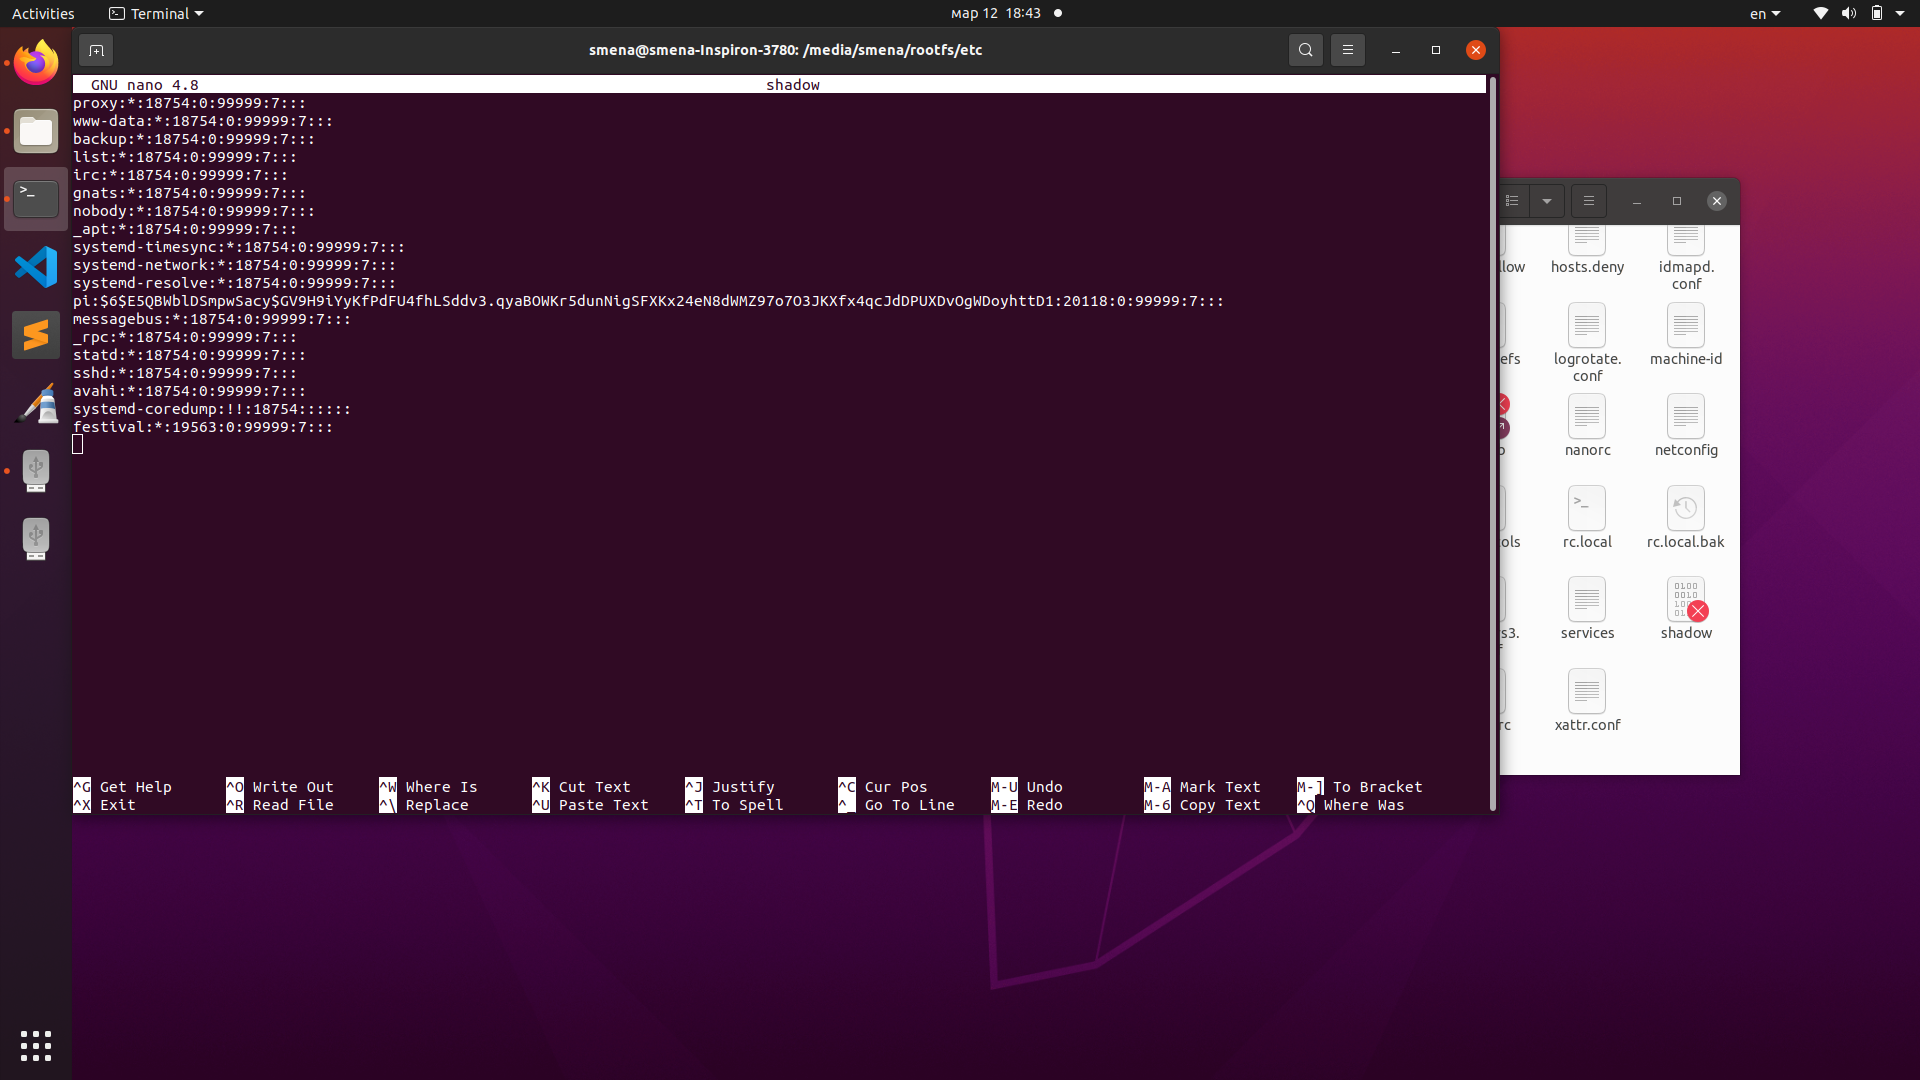 Activities Terminal мар 12 18:43 en
smena@smena-Inspiron-3780: /media/smena/rootfs/etc
GNU nano 4.8 shadow
proxy:*:18754:0:99999:7:::
www-data:*:18754:0:99999:7:::
backup:*:18754:0:99999:7:::
list:*:18754:0:99999:7:::
irc:*:18754:0:99999:7:::
gnats:*:18754:0:99999:7:::
nobody:*:18754:0:99999:7:::
_apt:*:18754:0:99999:7:::
systemd-timesync:*:18754:0:99999:7:::
systemd-network:*:18754:0:99999:7:::
systemd-resolve:*:18754:0:99999:7:::
pi:$6$E5QBWblDSmpwSacy$GV9H9iYyKfPdFU4fhLSddv3.qyaBOWKr5dunNigSFXKx24eN8dWMZ97o7O3JKXfx4qcJdDPUXDvOgWDoyhttD1:20118:0:99999:7:::
messagebus:*:18754:0:99999:7:::
_rpc:*:18754:0:99999:7:::
statd:*:18754:0:99999:7:::
sshd:*:18754:0:99999:7:::
avahi:*:18754:0:99999:7:::
systemd-coredump:!!:18754::::::
festival:*:19563:0:99999:7:::
^G Get Help ^O Write Out ^W Where Is ^K Cut Text ^J Justify ^C Cur Pos M-U Undo M-A Mark Text M-] To Bracket
^X Exit ^R Read File ^\ Replace ^U Paste Text ^T To Spell ^_ Go To Line M-E Redo M-6 Copy Text ^Q Where Was
llow hosts.deny idmapd.
conf
efs logrotate. machine-id
conf
nanorc netconfig
ols rc.local rc.local.bak
s3. services shadow
rc xattr.conf